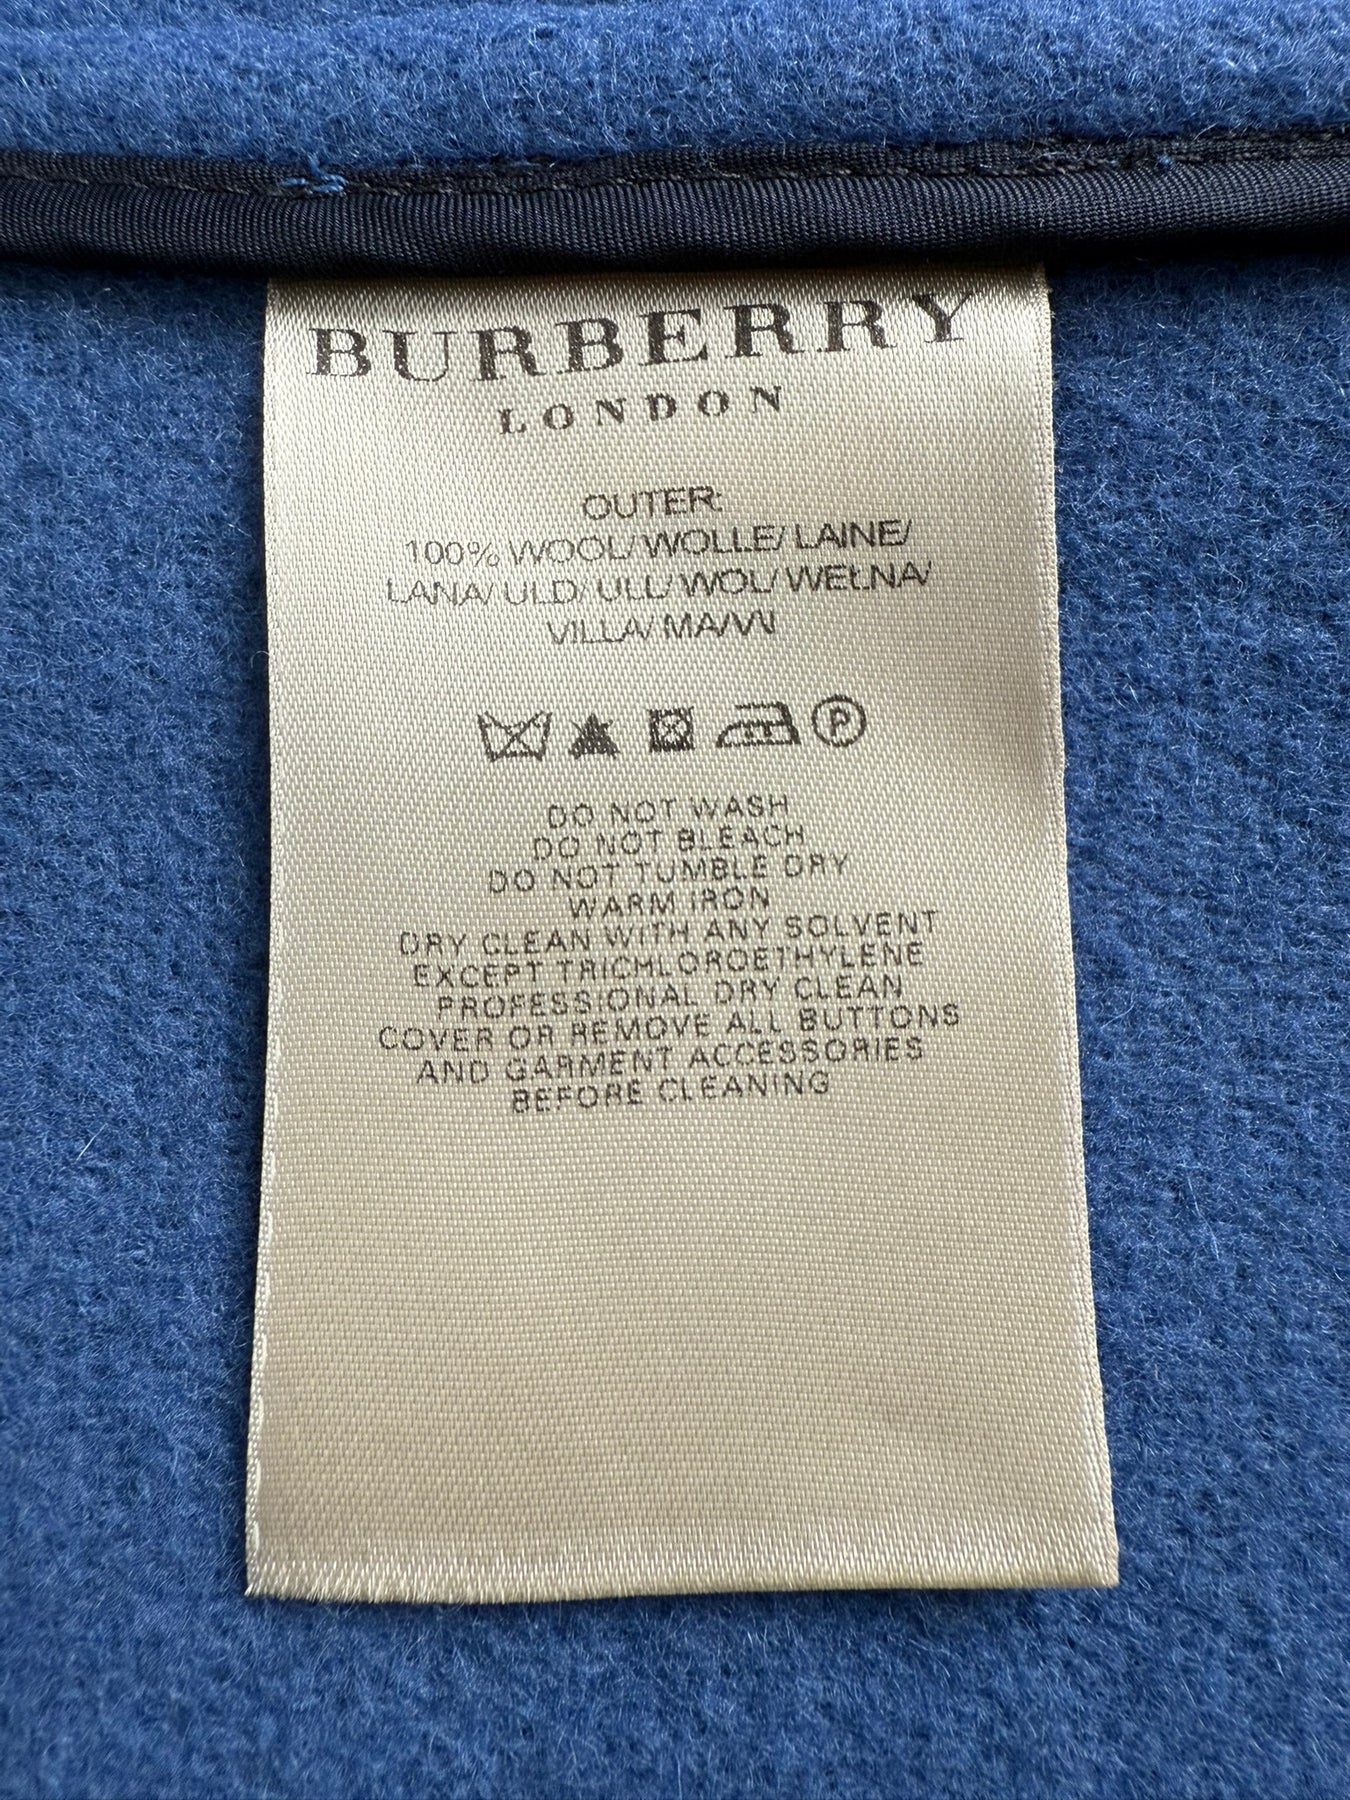 BURBERRY
LONDON
OUTER:
100% WOOL/ WOLLE/ LAINE/
LANA/ ULD/ ULL/ WOL/ WEŁNA/
VILLA/
DO NOT WASH
DO NOT BLEACH
DO NOT TUMBLE DRY
WARM IRON
DRY CLEAN WITH ANY SOLVENT
EXCEPT TRICHLOROETHYLENE
PROFESSIONAL DRY CLEAN
COVER OR REMOVE ALL BUTTONS
AND GARMENT ACCESSORIES
BEFORE CLEANING